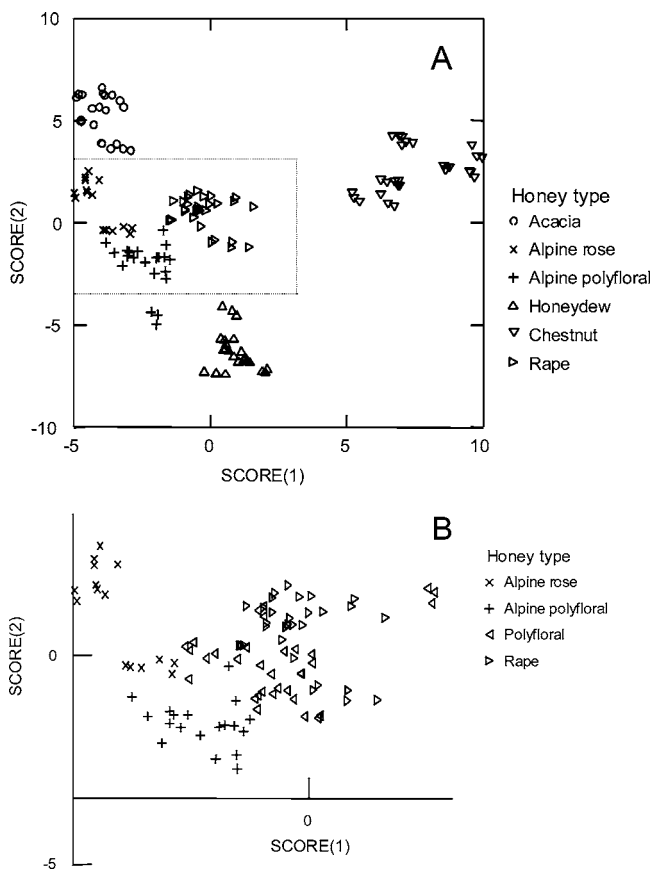 10
A
5
SCORE(2)
0
-5
-10
-5 0 5 10
SCORE(1)
Honey type
Acacia
Alpine rose
Alpine polyfloral
Honeydew
Chestnut
Rape
B
SCORE(2)
0
-5
0
SCORE(1)
Honey type
Alpine rose
Alpine polyfloral
Polyfloral
Rape